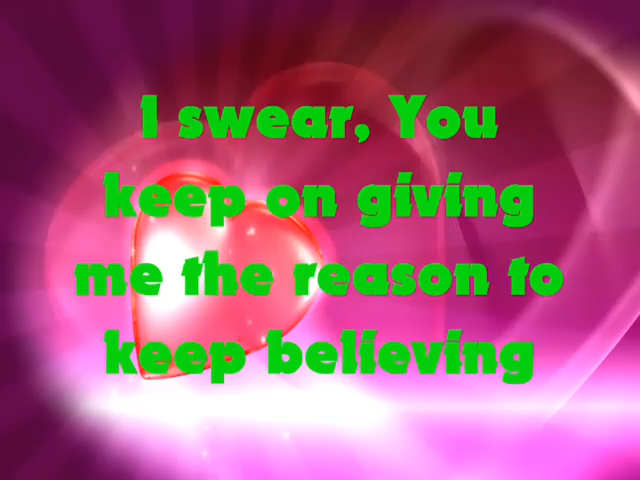 I swear, You
keep on giving
me the reason to
keep believing